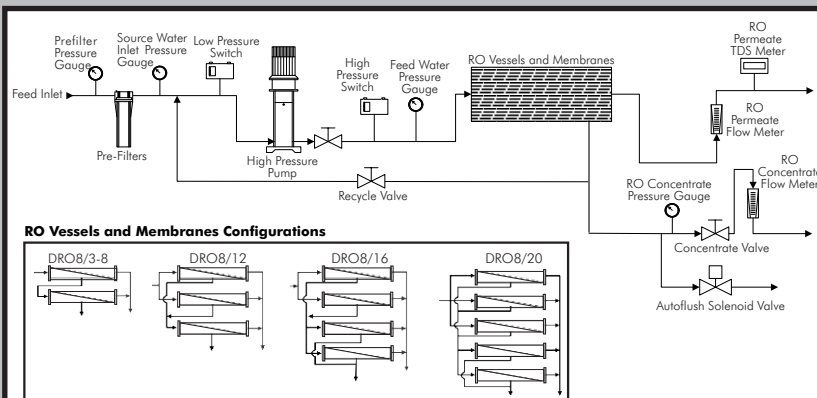 Prefilter
Pressure
Gauge
Source Water
Inlet Pressure
Gauge
Low Pressure
Switch
Feed Inlet
Pre-Filters
High Pressure
Pump
High
Pressure
Switch
Feed Water
Pressure
Gauge
RO Vessels and Membranes
RO
Permeate
TDS Meter
RO
Permeate
Flow Meter
Recycle Valve
RO Concentrate
Pressure Gauge
RO
Concentrate
Flow Meter
Concentrate Valve
Autoflush Solenoid Valve
RO Vessels and Membranes Configurations
DRO8/3-8
DRO8/12
DRO8/16
DRO8/20